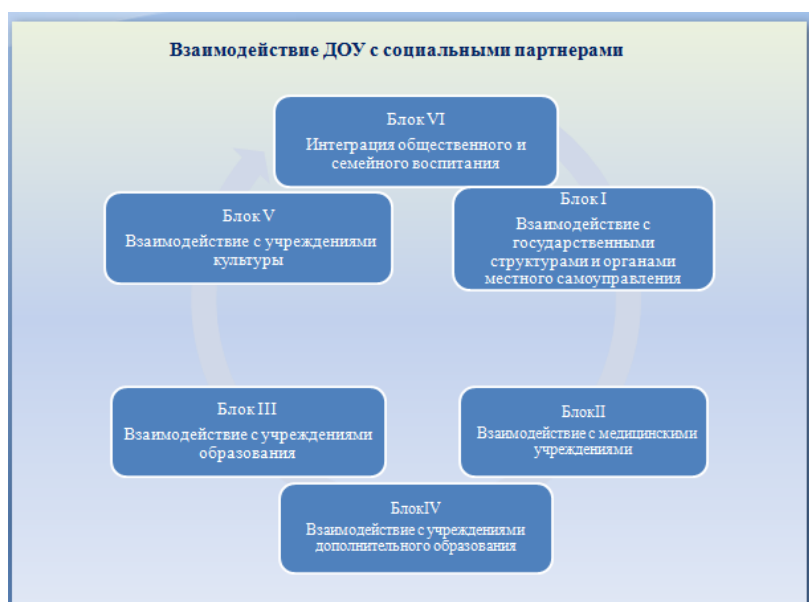 Взаимодействие ДОУ с социальными партнерами
Блок VI
Интеграция общественного и
семейного воспитания
Блок V
Взаимодействие с учреждениями
культуры
Блок I
Взаимодействие с
государственными
структурами и органами
местного самоуправления
Блок III
Взаимодействие с учреждениями
образования
БлокII
Взаимодействие с медицинскими
учреждениями
БлокIV
Взаимодействие с учреждениями
дополнительного образования